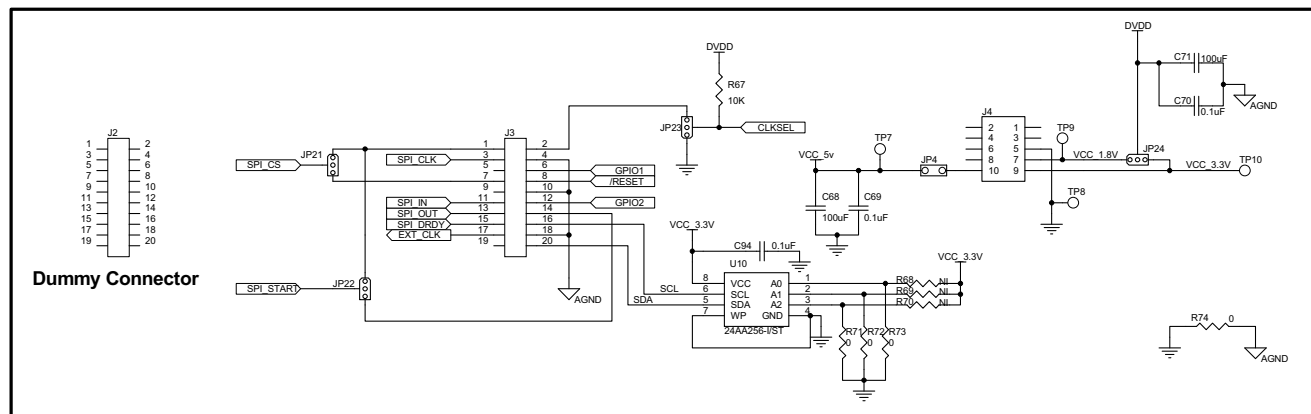 DVDD
DVDD
R67
10K
C71
100uF
C70
0.1uF
AGND
J2
1 2
3 4
5 6
7 8
9 10
11 12
13 14
15 16
17 18
19 20
Dummy Connector
SPI_CS
JP21
SPI_START
JP22
J3
1 2
3 4
5 6
7 8
9 10
11 12
13 14
15 16
17 18
19 20
SPI_CLK
SPI_IN
SPI_OUT
SPI_DRDY
EXT_CLK
GPIO1
/RESET
GPIO2
AGND
JP23
CLKSEL
SCL
SDA
VCC_3.3V
C94
0.1uF
U10
8 VCC A0 1
6 SCL A1 2
5 SDA A2 3
7 WP GND 4
24AA256-I/ST
R71
0
R72
0
R73
0
R68 NI
R69 NI
R70 NI
VCC_3.3V
VCC_5v
TP7
C68
100uF
C69
0.1uF
JP4
J4
2 1
4 3
6 5
8 7
10 9
TP9
VCC_1.8V
JP24
VCC_3.3V
TP10
TP8
R74
0
AGND